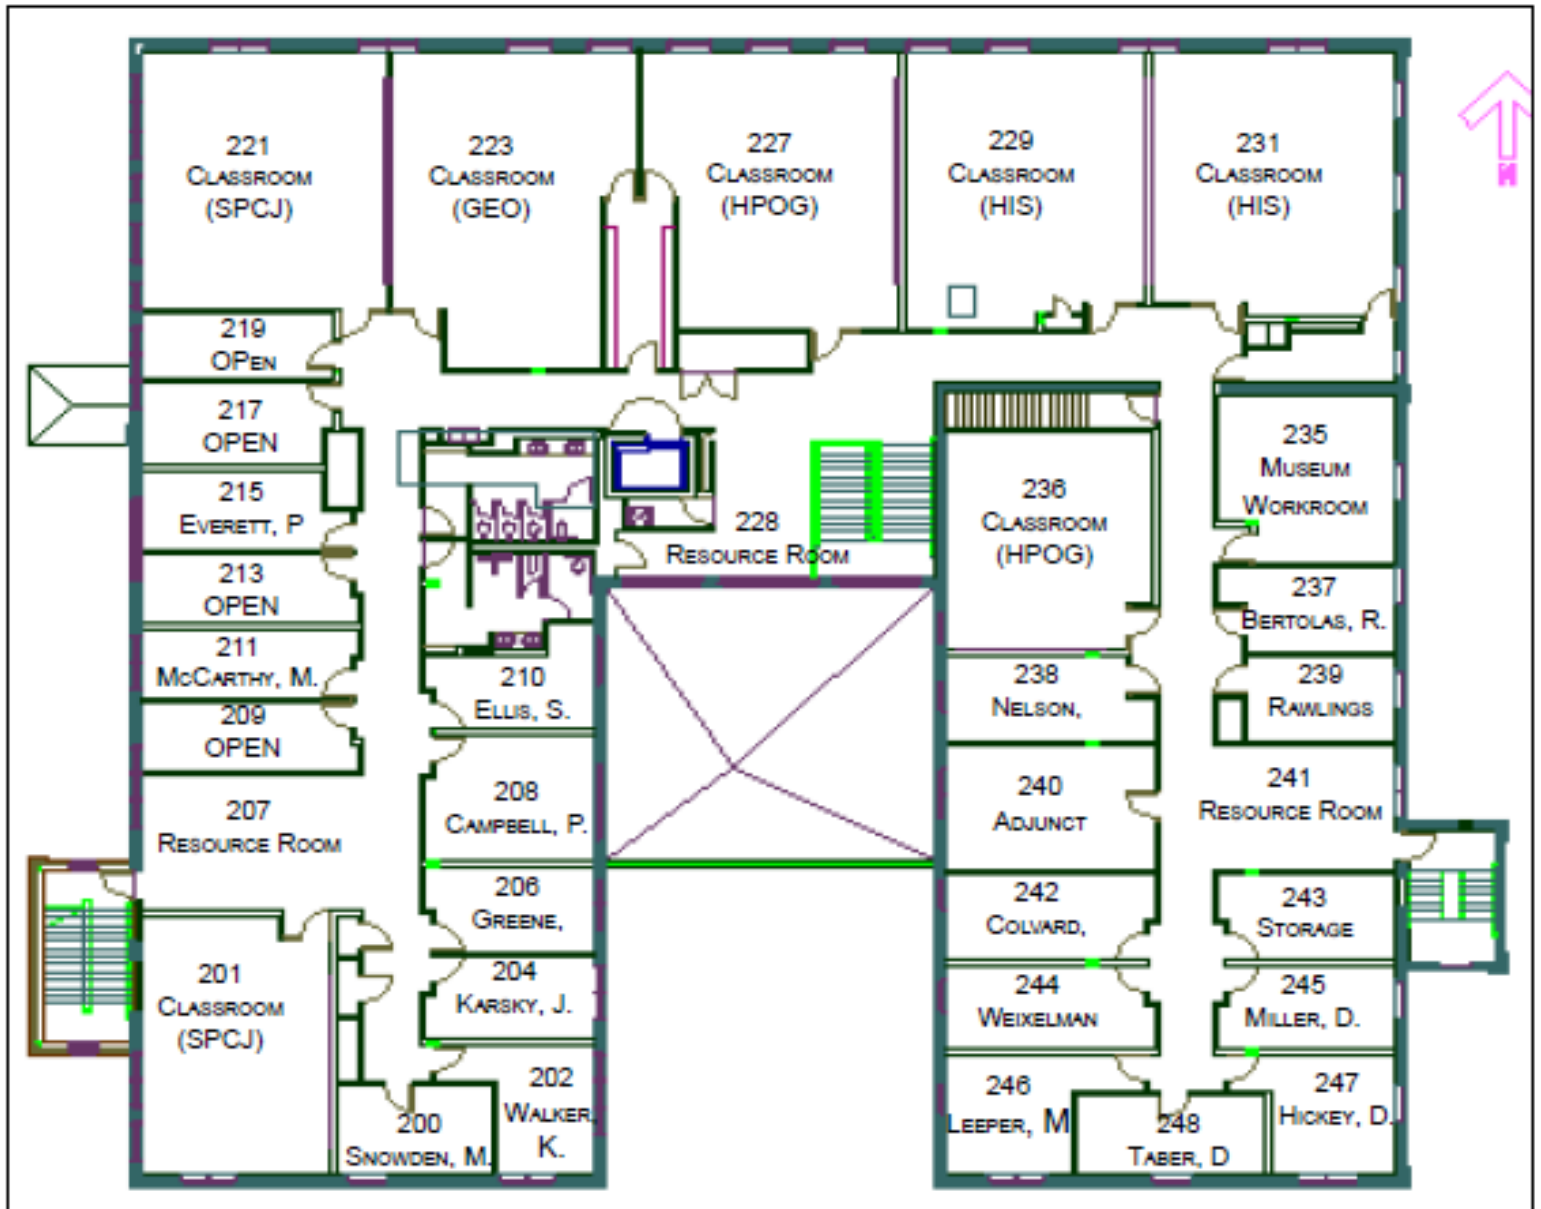 221
Classroom
(SPCJ)
223
Classroom
(GEO)
227
Classroom
(HPOG)
229
Classroom
(HIS)
231
Classroom
(HIS)
219
OPen
217
OPEN
215
Everett, P
213
OPEN
211
McCarthy, M.
209
OPEN
207
Resource Room
201
Classroom
(SPCJ)
200
Snowden, M.
202
Walker,
K.
204
Karsky, J.
206
Greene,
208
Campbell, P.
210
Ellis, S.
228
Resource Room
236
Classroom
(HPOG)
238
Nelson,
240
Adjunct
242
Colvard,
244
Weixelman
246
Leeper, M
248
Taber, D
247
Hickey, D.
245
Miller, D.
243
Storage
241
Resource Room
239
Rawlings
237
Bertolas, R.
235
Museum
Workroom
N